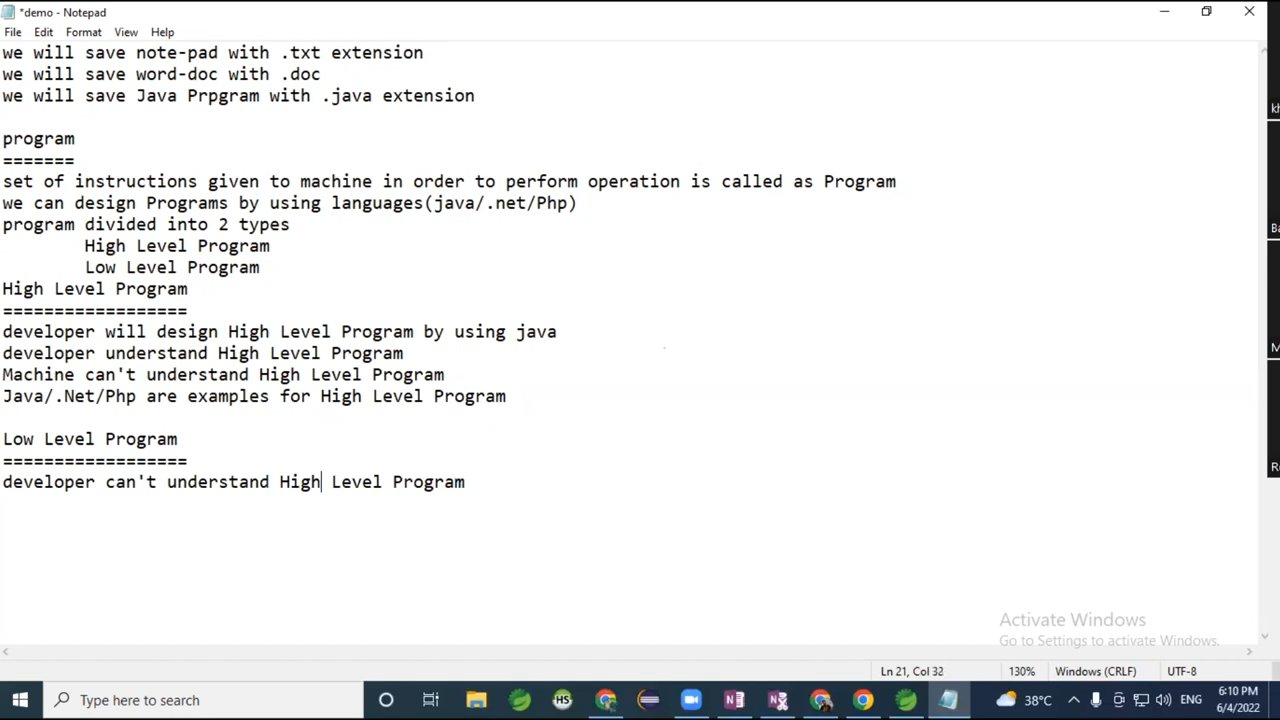 *demo - Notepad
File Edit Format View Help
we will save note-pad with .txt extension
we will save word-doc with .doc
we will save Java Prpgram with .java extension
program
=======
set of instructions given to machine in order to perform operation is called as Program
we can design Programs by using languages(java/.net/Php)
program divided into 2 types
High Level Program
Low Level Program
High Level Program
==================
developer will design High Level Program by using java
developer understand High Level Program
Machine can't understand High Level Program
Java/.Net/Php are examples for High Level Program
Low Level Program
==================
developer can't understand High Level Program
Activate Windows
Go to Settings to activate Windows.
Ln 21, Col 32 130% Windows (CRLF) UTF-8
Type here to search
HS
38°C
ENG
6:10 PM
6/4/2022